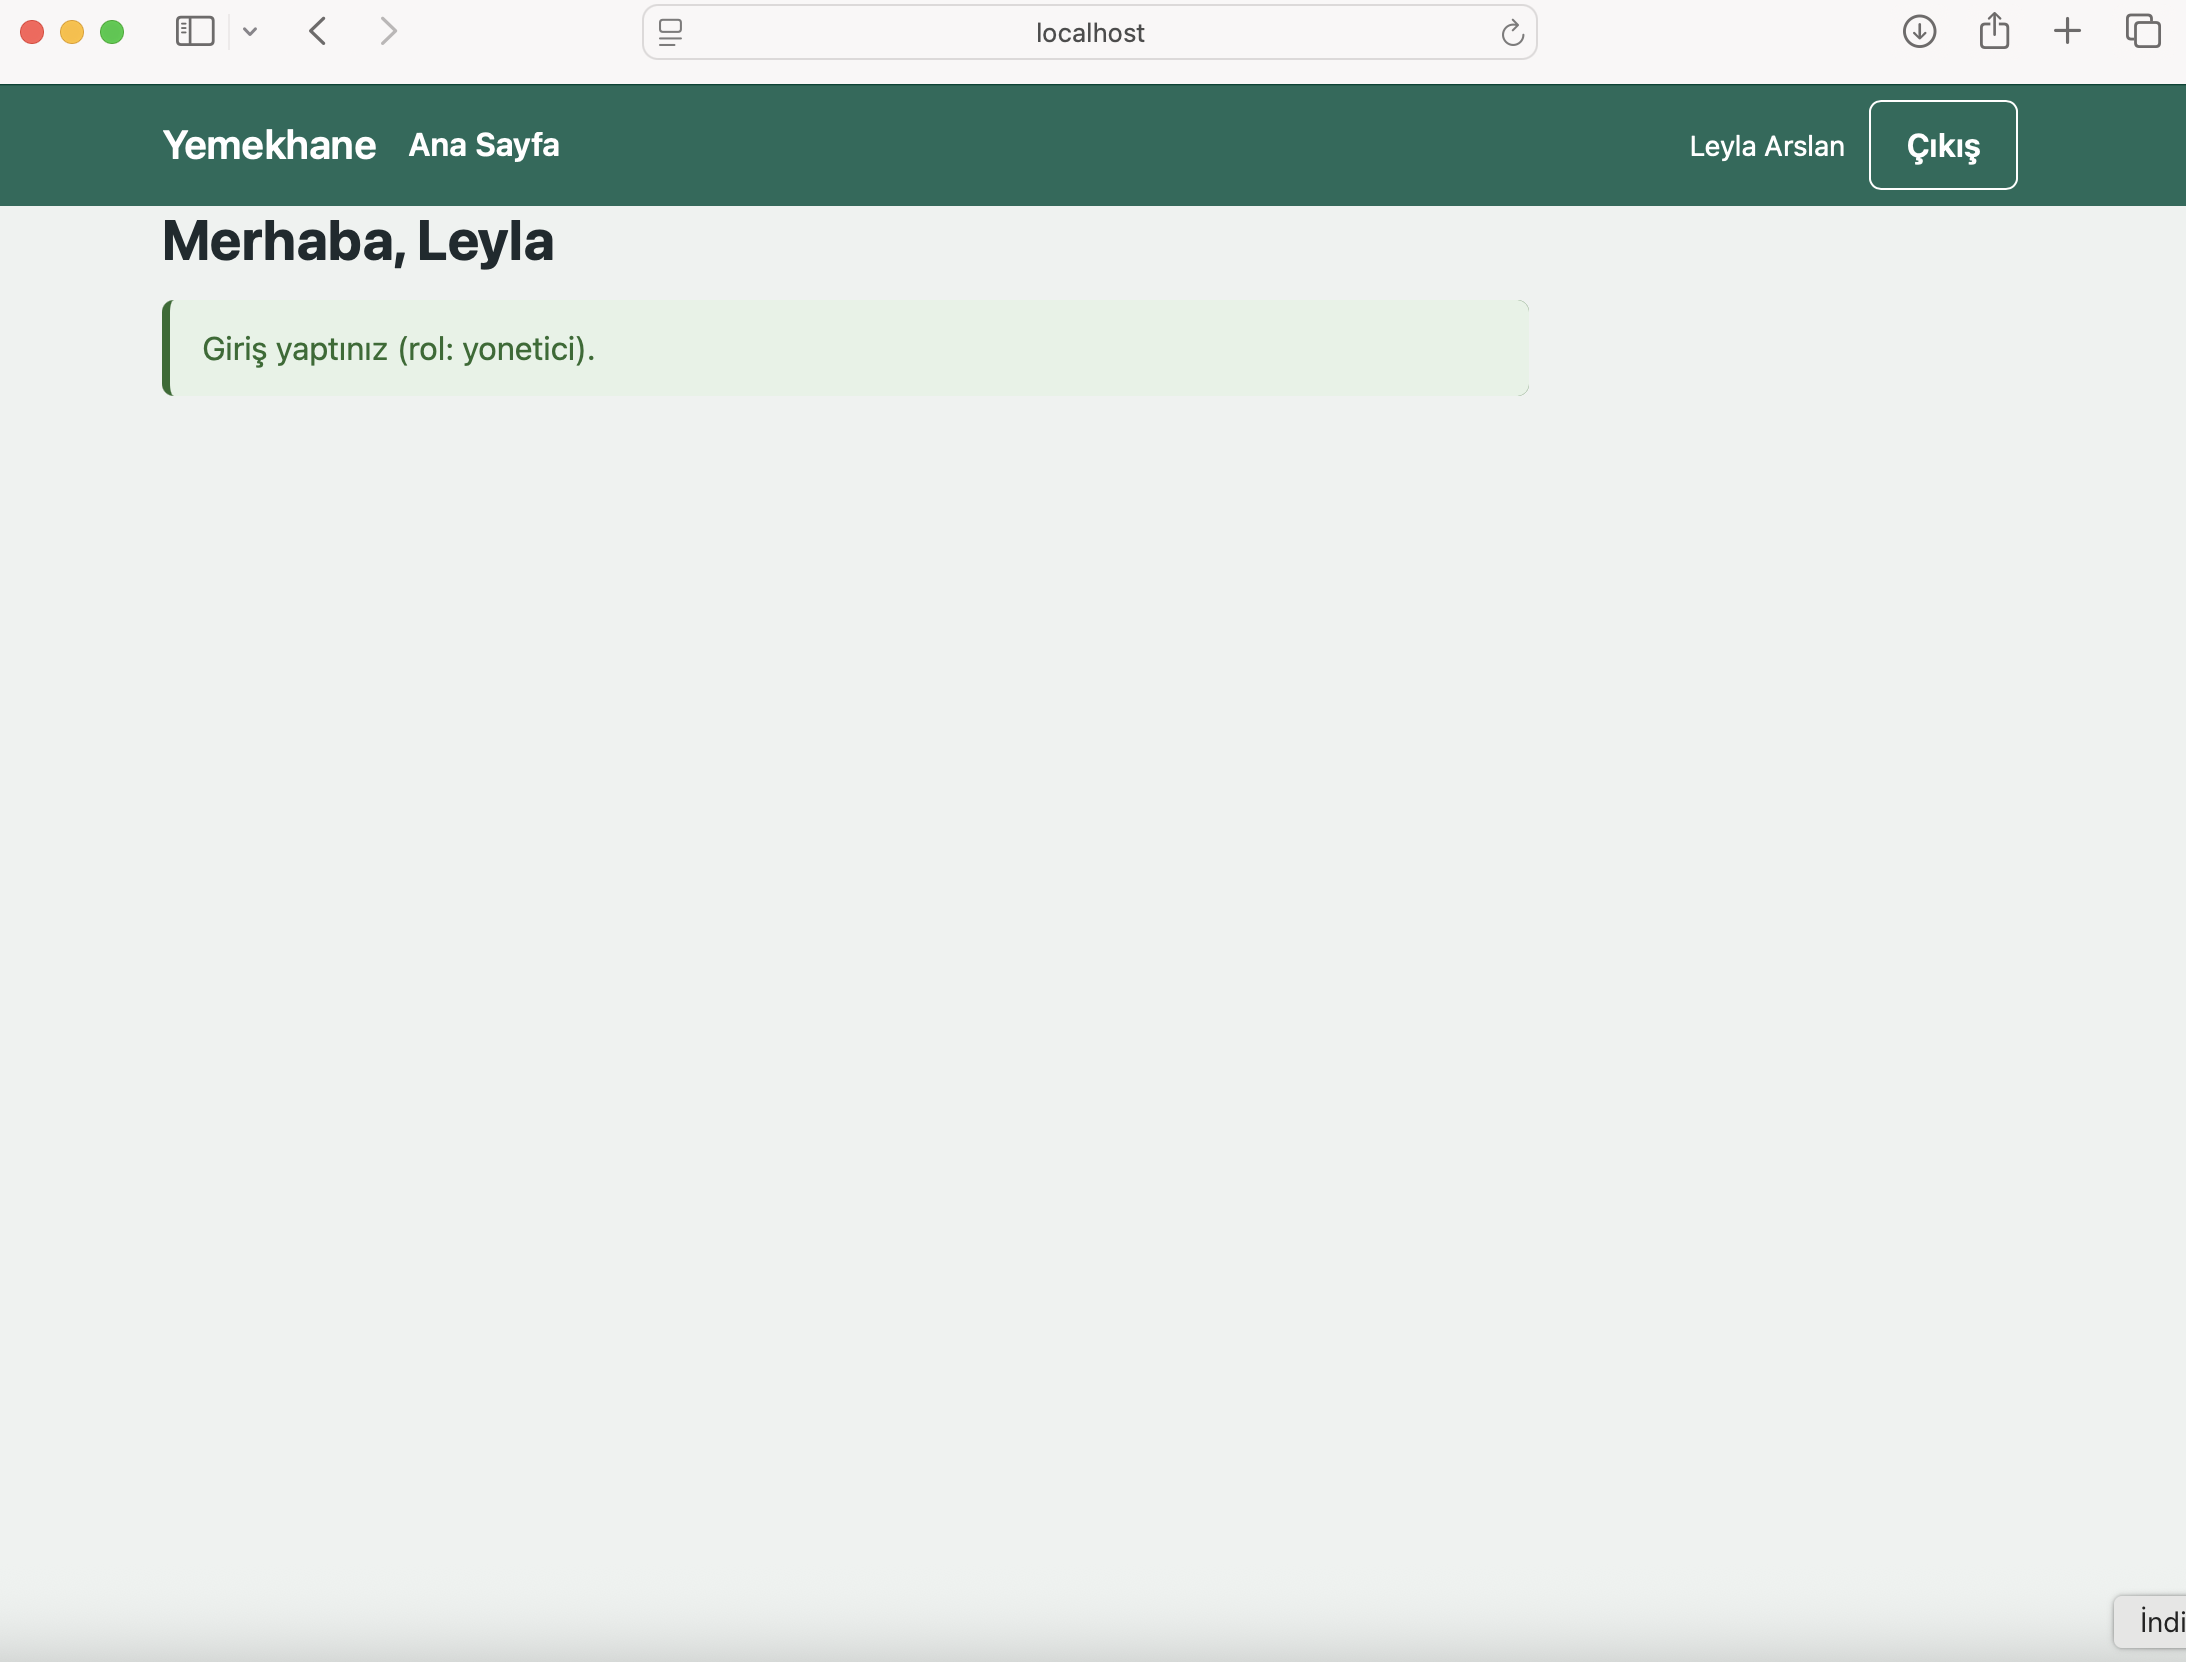 localhost
Yemekhane Ana Sayfa Leyla Arslan Çıkış
Merhaba, Leyla
Giriş yaptınız (rol: yonetici).